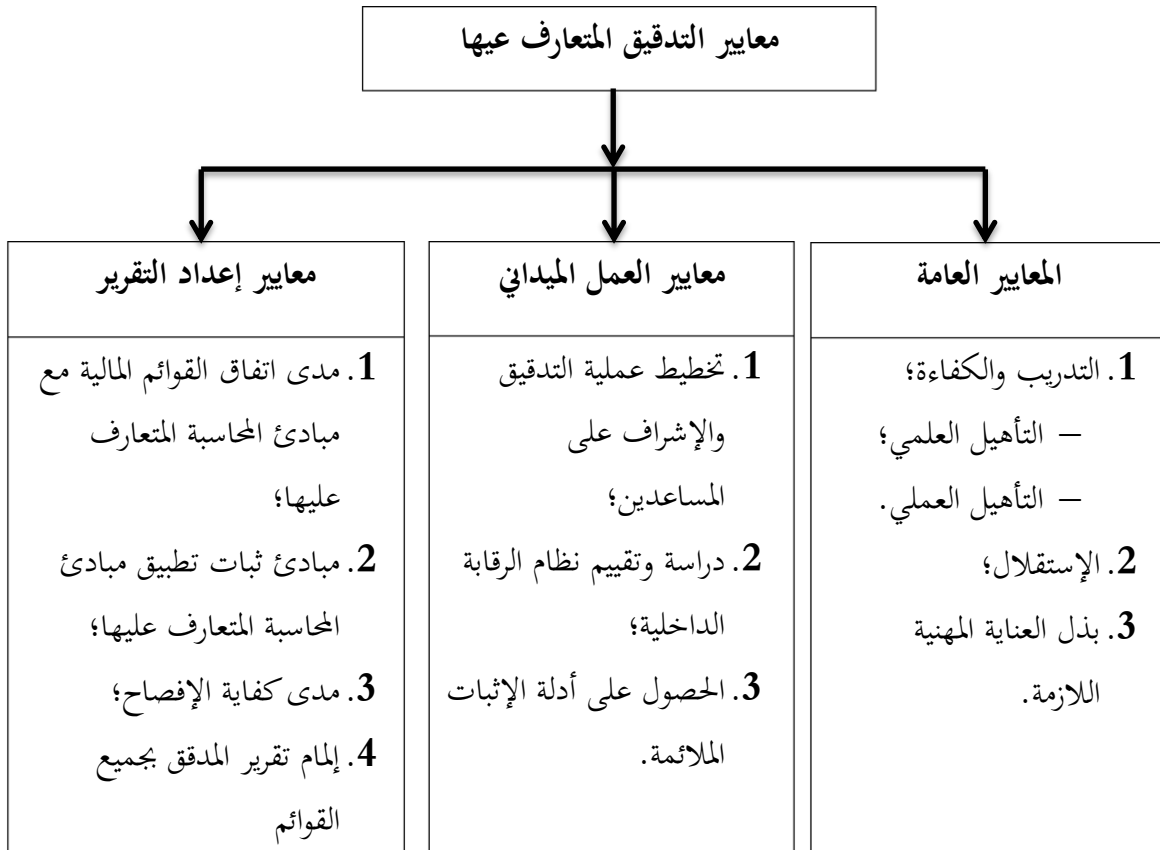 معايير التدقيق المتعارف عيها
المعايير العامة
1. التدريب والكفاءة؛
– التأهيل العلمي؛
– التأهيل العملي.
2. الإستقلال؛
3. بذل العناية المهنية
اللازمة.
معايير العمل الميداني
1. تخطيط عملية التدقيق
والإشراف على
المساعدين؛
2. دراسة وتقييم نظام الرقابة
الداخلية؛
3. الحصول على أدلة الإثبات
الملائمة.
معايير إعداد التقرير
1. مدى اتفاق القوائم المالية مع
مبادئ المحاسبة المتعارف
عليها؛
2. مبادئ ثبات تطبيق مبادئ
المحاسبة المتعارف عليها؛
3. مدى كفاية الإفصاح؛
4. إلمام تقرير المدقق بجميع
القوائم